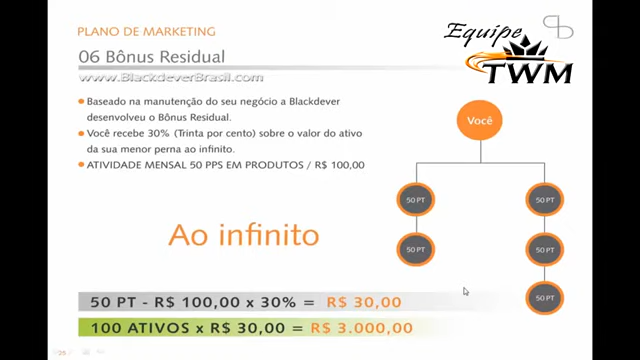 PLANO DE MARKETING
06 Bônus Residual
www.BlackdeverBrasil.com
Equipe
TWM
Baseado na manutenção do seu negócio a Blackdever
desenvolveu o Bônus Residual.
Você recebe 30% (Trinta por cento) sobre o valor do ativo
da sua menor perna ao infinito.
ATIVIDADE MENSAL 50 PPS EM PRODUTOS / R$ 100,00
Você
50 PT
50 PT
50 PT
50 PT
50 PT
Ao infinito
50 PT - R$ 100,00 x 30% = R$ 30,00
100 ATIVOS x R$ 30,00 = R$ 3.000,00